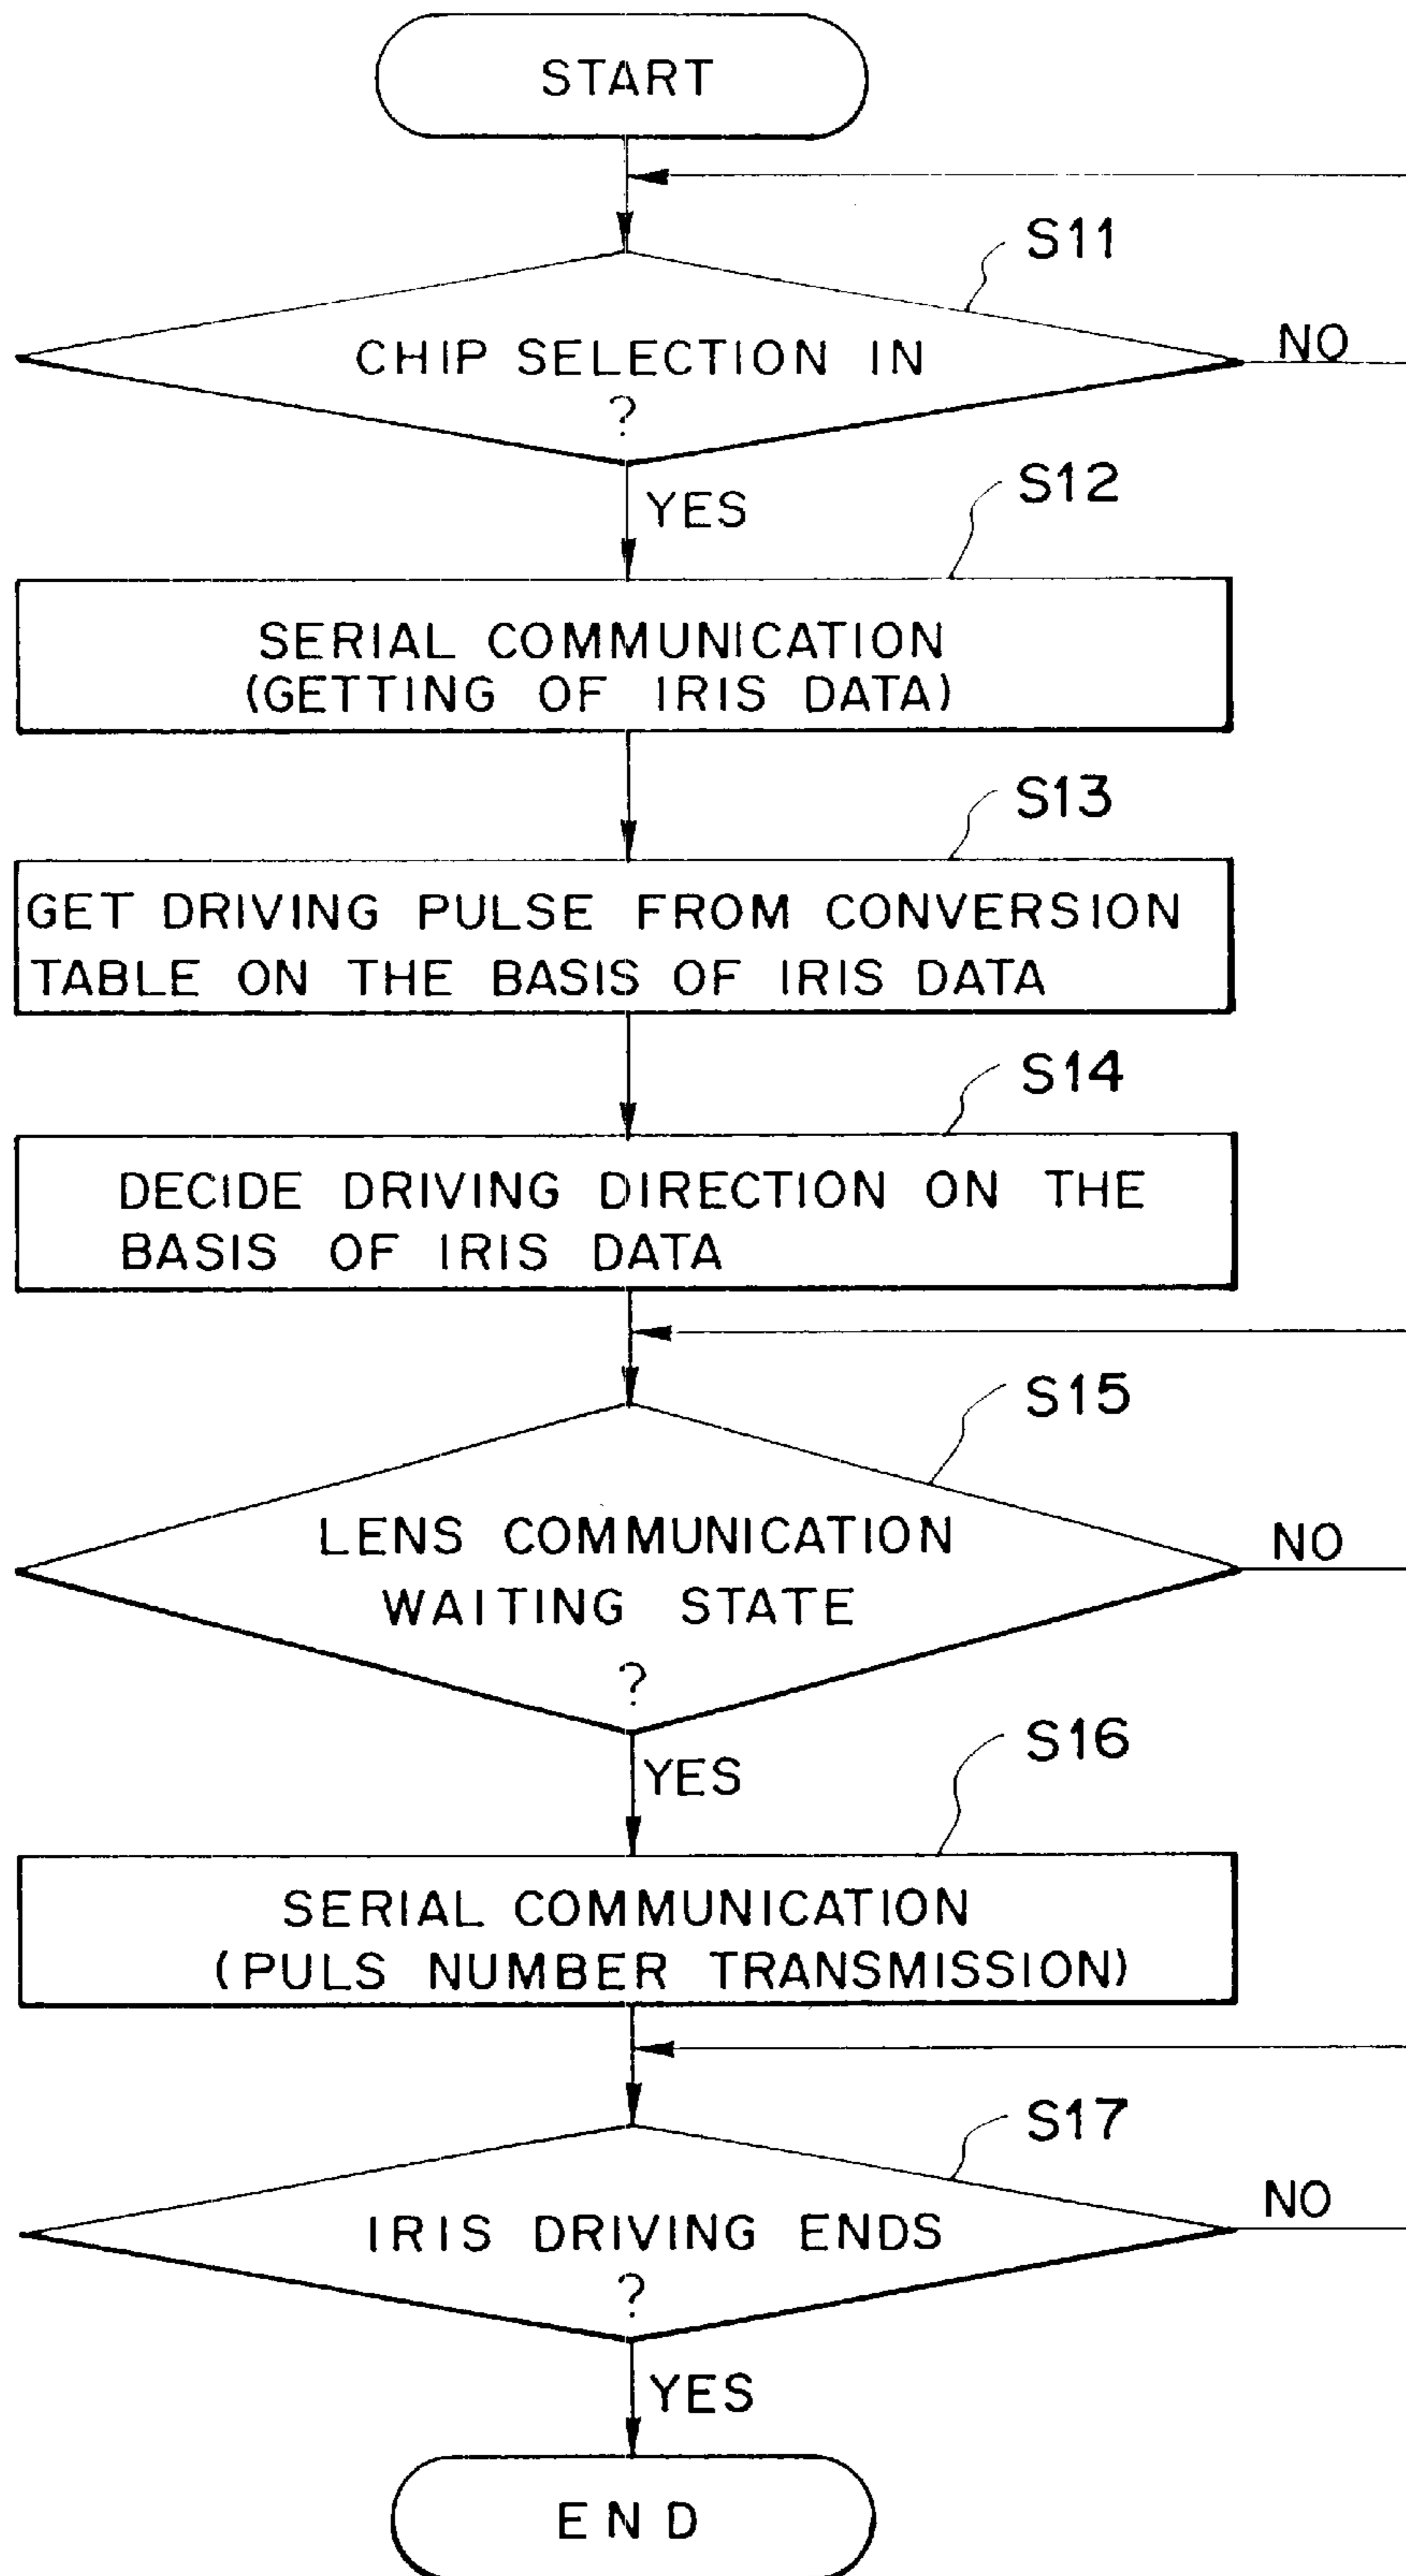 START
S11
CHIP SELECTION IN
?
NO
YES
S12
SERIAL COMMUNICATION
(GETTING OF IRIS DATA)
S13
GET DRIVING PULSE FROM CONVERSION
TABLE ON THE BASIS OF IRIS DATA
S14
DECIDE DRIVING DIRECTION ON THE
BASIS OF IRIS DATA
S15
LENS COMMUNICATION
WAITING STATE
?
NO
YES
S16
SERIAL COMMUNICATION
(PULS NUMBER TRANSMISSION)
S17
IRIS DRIVING ENDS
?
NO
YES
END